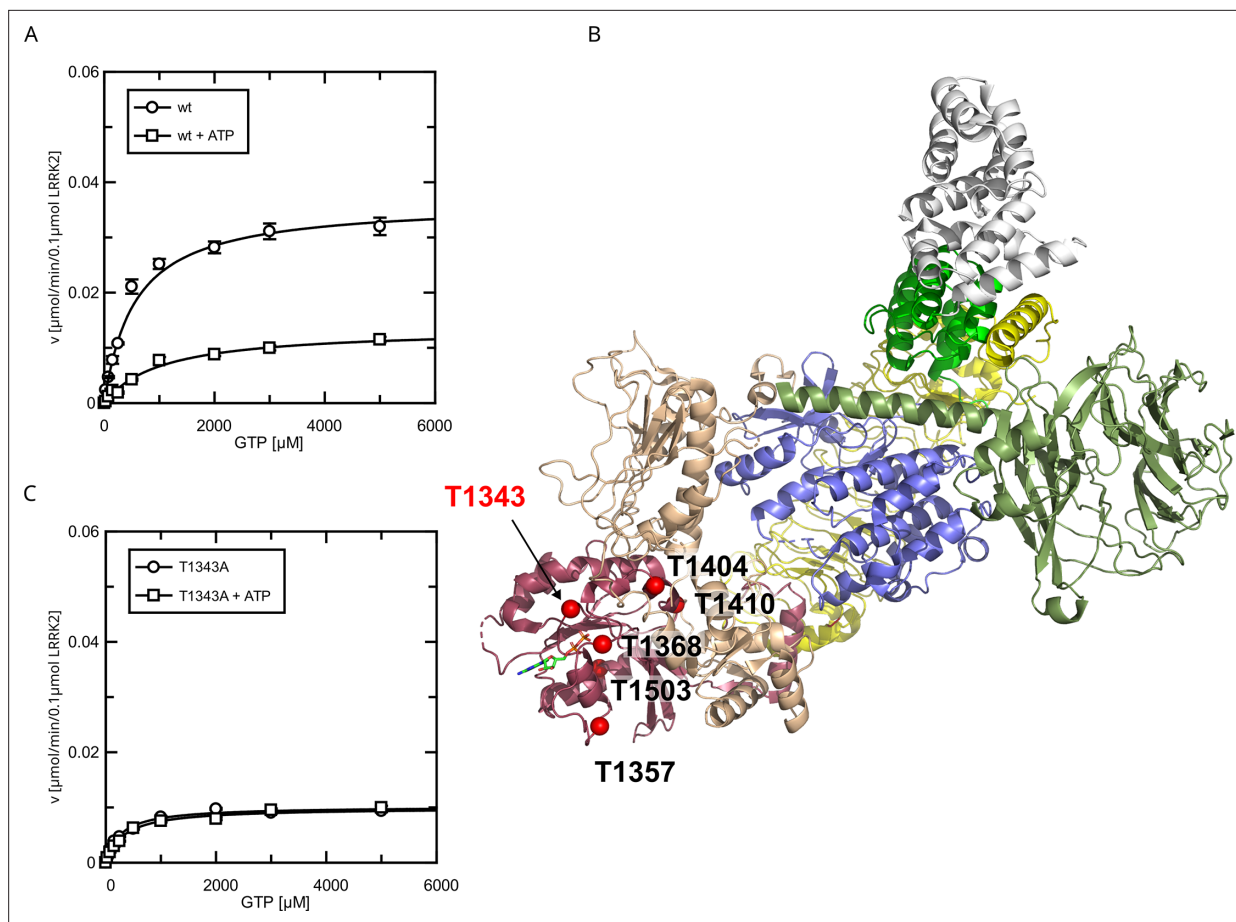 A
B
0.06
0.04
0.02
0
wt
wt + ATP
v [µmol/min/0.1µmol LRRK2]
0
2000
4000
6000
GTP [µM]
C
0.06
0.04
0.02
0
T1343A
T1343A + ATP
v [µmol/min/0.1µmol LRRK2]
0
2000
4000
6000
GTP [µM]
T1343
T1404
T1410
T1368
T1503
T1357